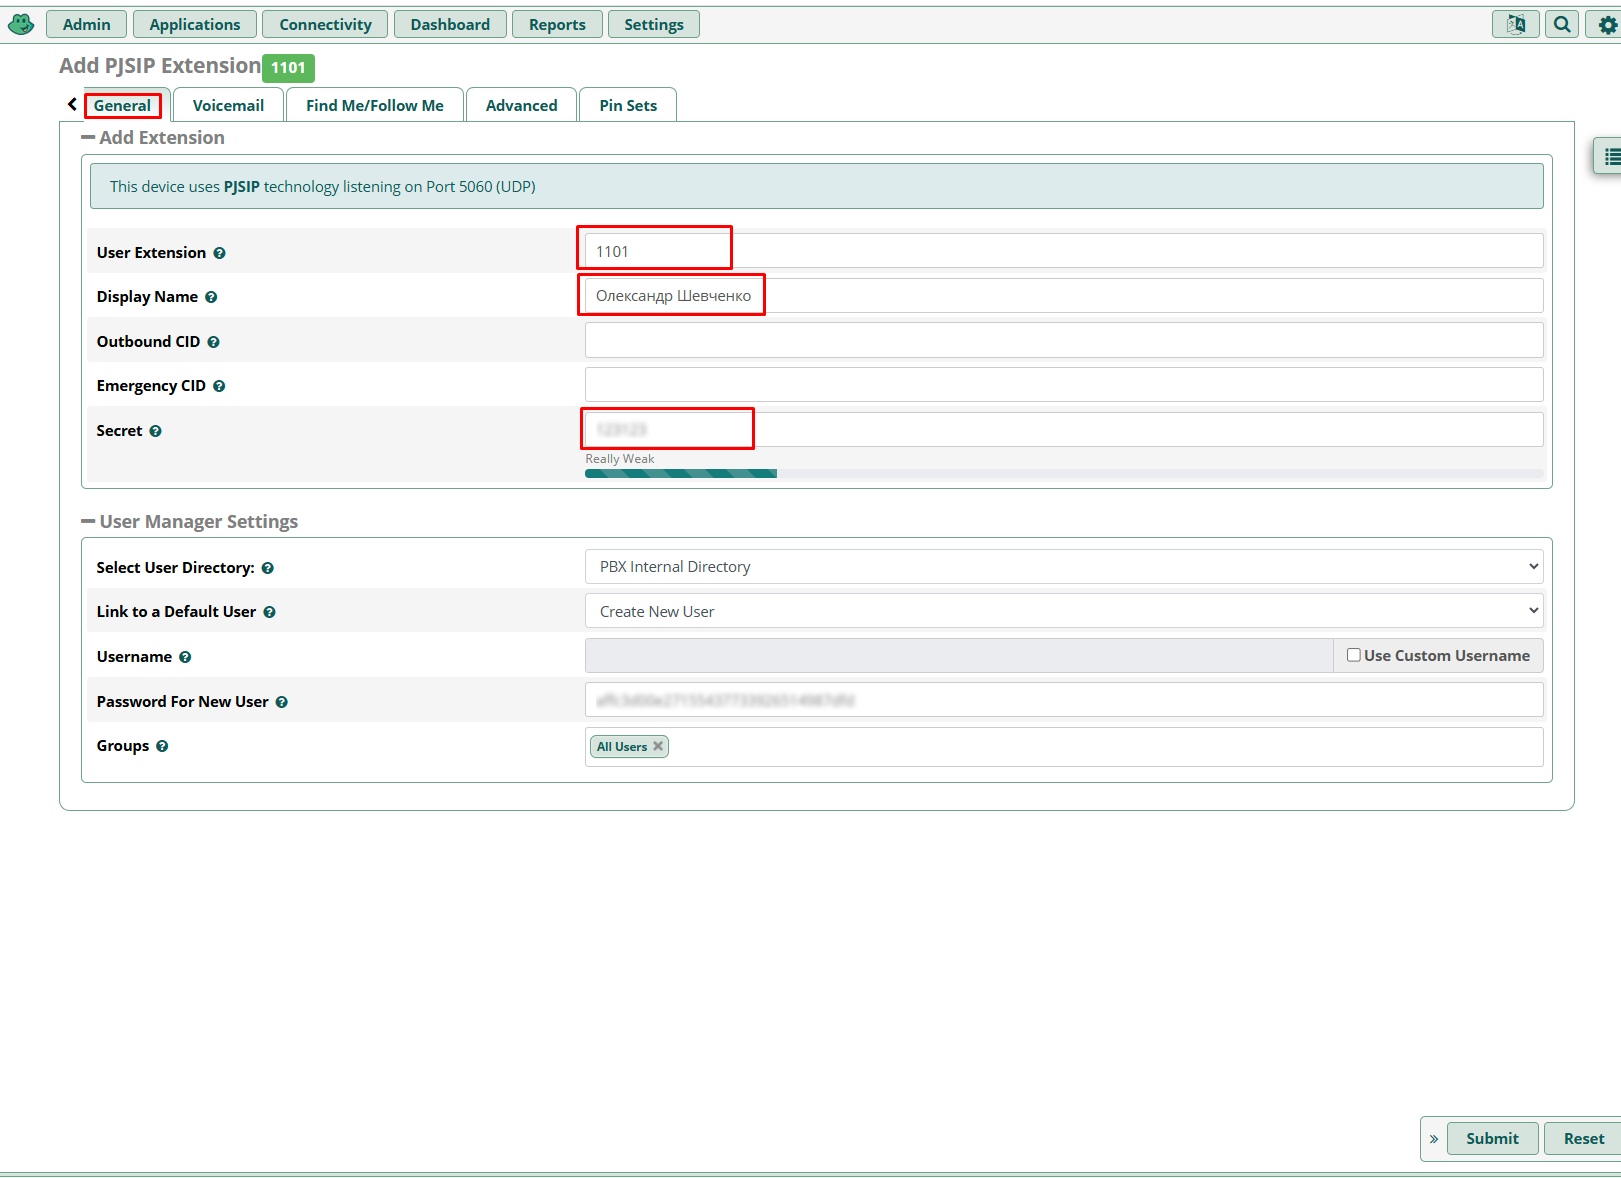 Admin Applications Connectivity Dashboard Reports Settings
Add PJSIP Extension 1101
General Voicemail Find Me/Follow Me Advanced Pin Sets
Add Extension
This device uses PJSIP technology listening on Port 5060 (UDP)
User Extension 1101
Display Name Олександр Шевченко
Outbound CID
Emergency CID
Secret
Really Weak
User Manager Settings
Select User Directory: PBX Internal Directory
Link to a Default User Create New User
Username Use Custom Username
Password For New User
Groups All Users
» Submit Reset